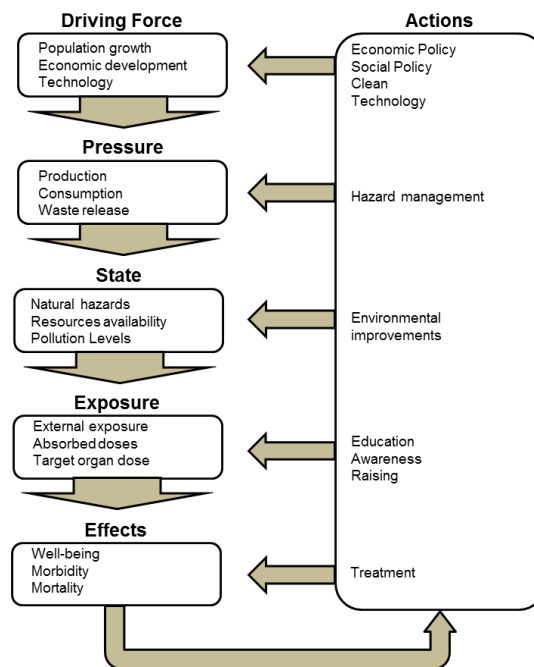 Driving Force
Population growth
Economic development
Technology
Pressure
Production
Consumption
Waste release
State
Natural hazards
Resources availability
Pollution Levels
Exposure
External exposure
Absorbed doses
Target organ dose
Effects
Well-being
Morbidity
Mortality
Actions
Economic Policy
Social Policy
Clean
Technology
Hazard management
Environmental
improvements
Education
Awareness
Raising
Treatment